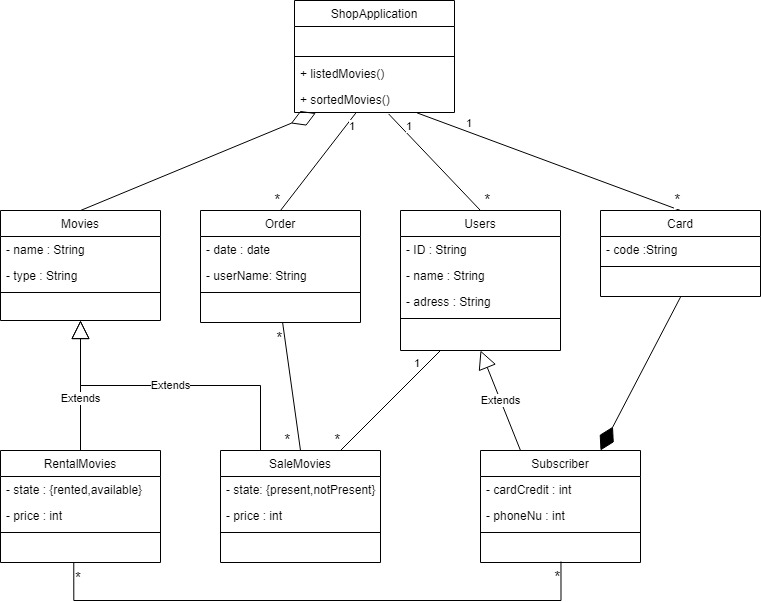 ShopApplication
+ listedMovies()
+ sortedMovies()
1
1
1
*
*
*
Movies
- name : String
- type : String
Order
- date : date
- userName: String
Users
- ID : String
- name : String
- adress : String
Card
- code :String
*
1
Extends
Extends
Extends
*
*
RentalMovies
- state : {rented,available}
- price : int
SaleMovies
- state: {present,notPresent}
- price : int
Subscriber
- cardCredit : int
- phoneNu : int
*
*